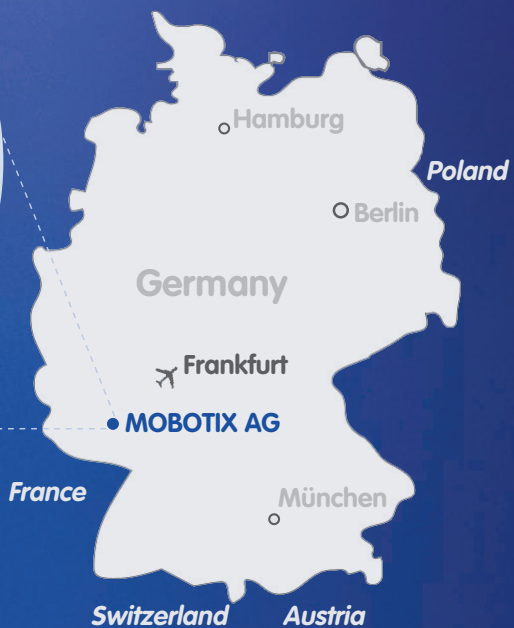 Hamburg
Poland
Berlin
Germany
Frankfurt
MOBOTIX AG
France
München
Switzerland
Austria